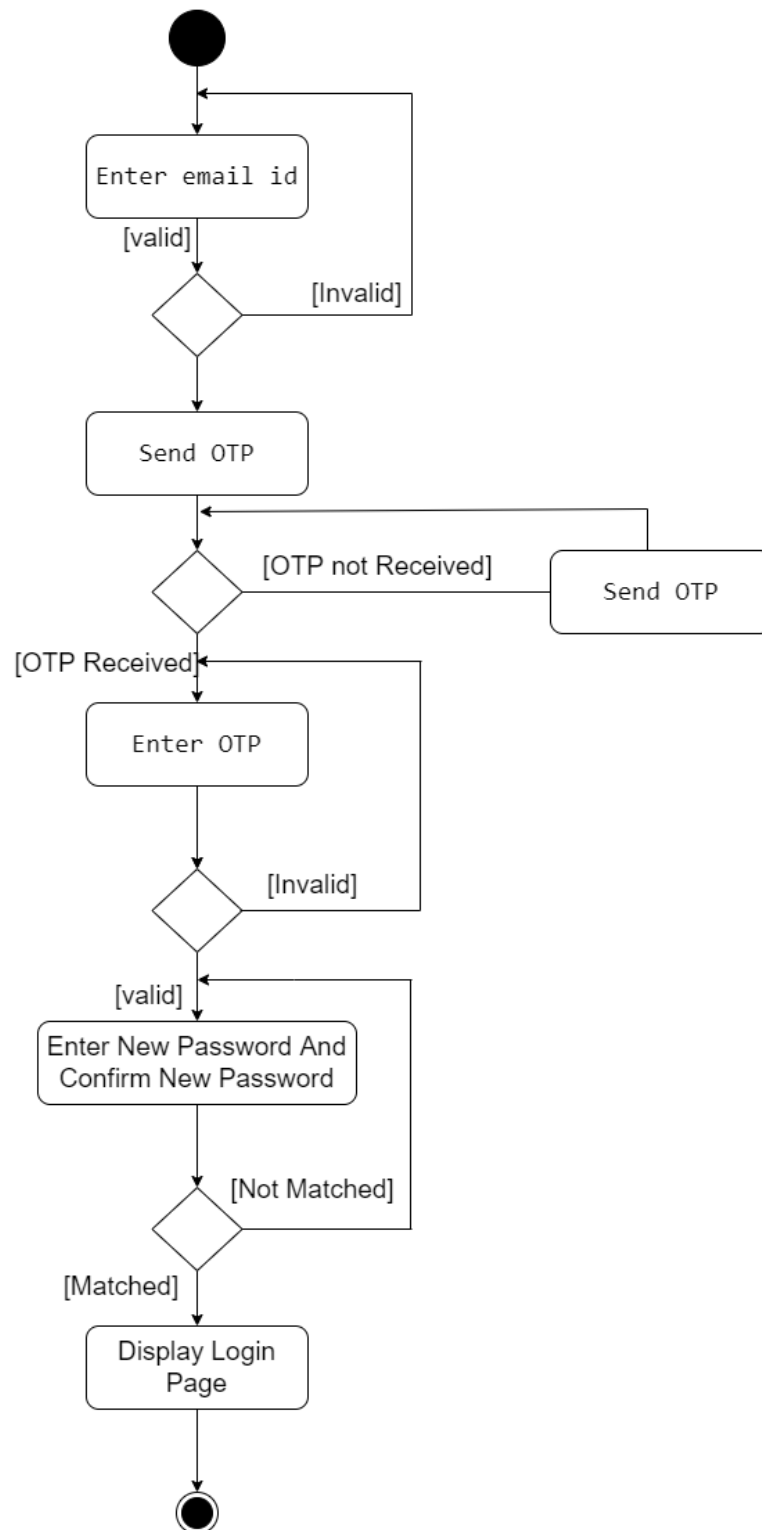 Enter email id
[valid]
[Invalid]
Send OTP
[OTP not Received]
Send OTP
[OTP Received]
Enter OTP
[Invalid]
[valid]
Enter New Password And
Confirm New Password
[Not Matched]
[Matched]
Display Login
Page